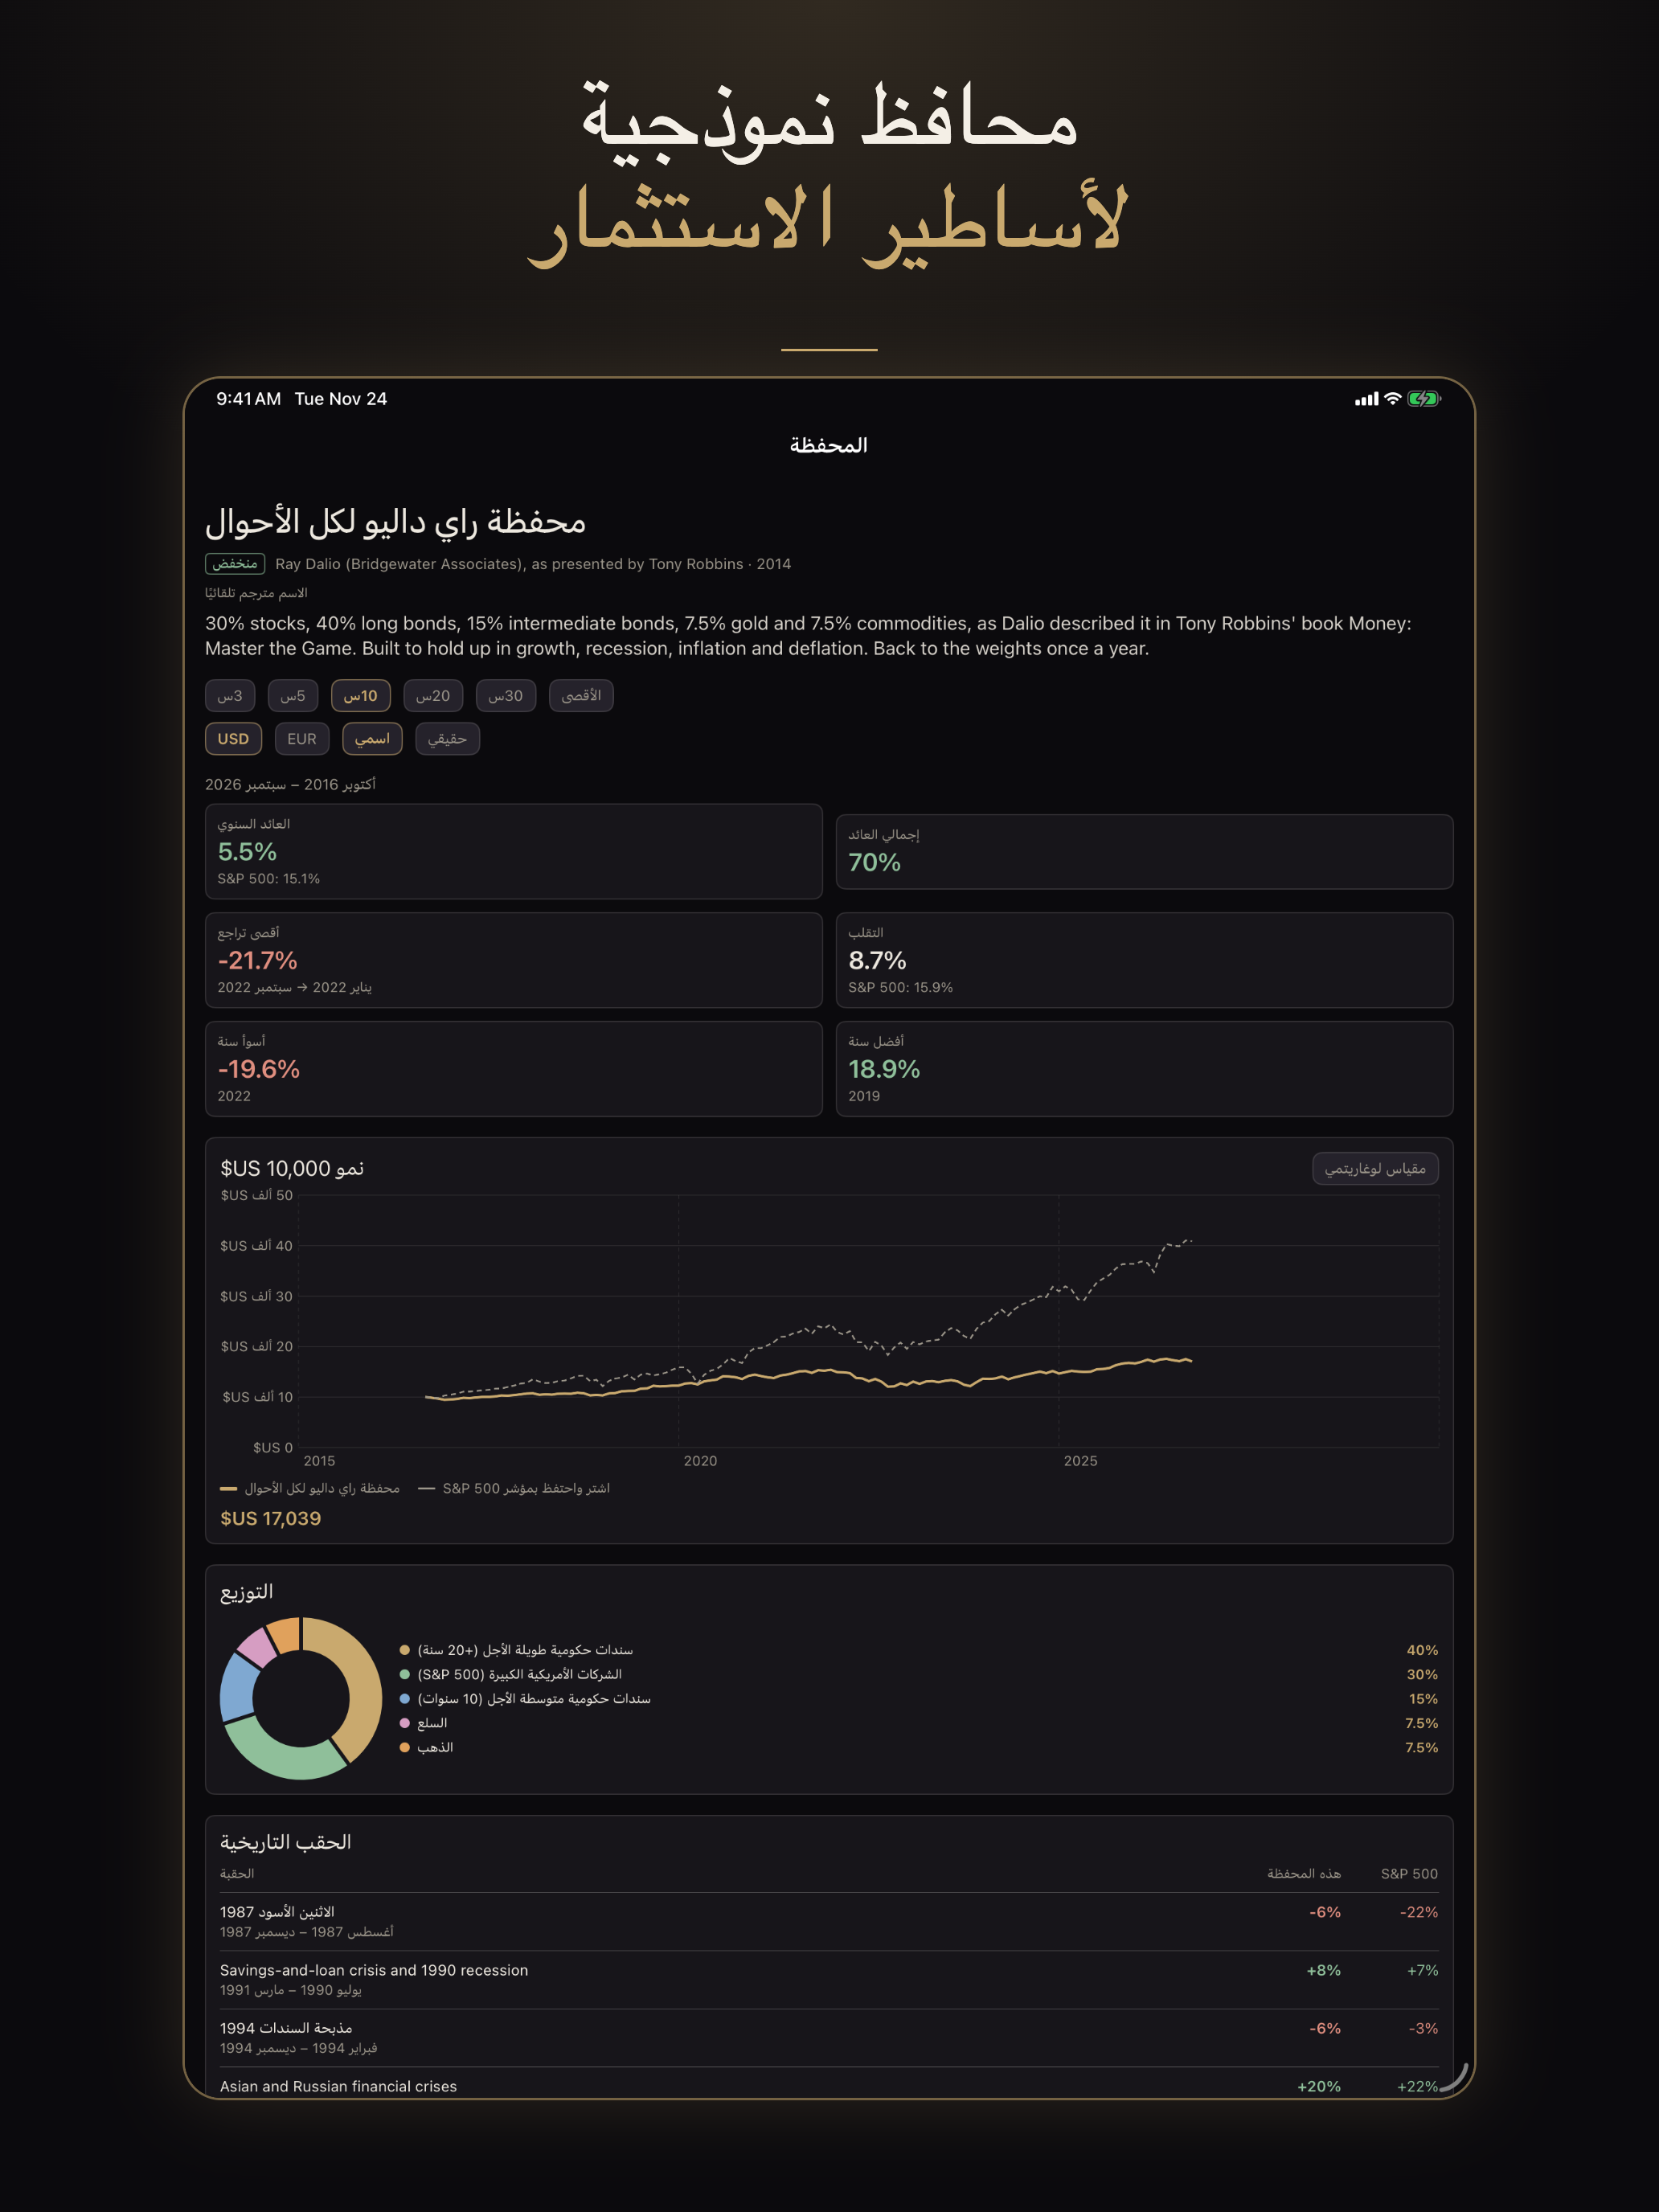 محافظ نموذجية
لأساطير الاستثمار
9:41 AM Tue Nov 24
المحفظة
محفظة راي داليو لكل الأحوال
منخفض Ray Dalio (Bridgewater Associates), as presented by Tony Robbins · 2014
الاسم مترجم تلقائيًا
30% stocks, 40% long bonds, 15% intermediate bonds, 7.5% gold and 7.5% commodities, as Dalio described it in Tony Robbins' book Money:
Master the Game. Built to hold up in growth, recession, inflation and deflation. Back to the weights once a year.
3س 5س 10س 20س 30س الأقصى
USD EUR اسمي حقيقي
أكتوبر 2016 – سبتمبر 2026
العائد السنوي
5.5%
S&P 500: 15.1%
إجمالي العائد
70%
أقصى تراجع
-21.7%
يناير 2022 → سبتمبر 2022
التقلب
8.7%
S&P 500: 15.9%
أسوأ سنة
-19.6%
2022
أفضل سنة
18.9%
2019
نمو 10,000 US$
مقياس لوغاريتمي
50 ألف US$
40 ألف US$
30 ألف US$
20 ألف US$
10 ألف US$
0 US$
2015 2020 2025
محفظة راي داليو لكل الأحوال
اشتر واحتفظ بمؤشر S&P 500
17,039 US$
التوزيع
سندات حكومية طويلة الأجل (+20 سنة) 40%
الشركات الأمريكية الكبيرة (S&P 500) 30%
سندات حكومية متوسطة الأجل (10 سنوات) 15%
السلع 7.5%
الذهب 7.5%
الحقب التاريخية
الحقبة هذه المحفظة S&P 500
الاثنين الأسود 1987 -6% -22%
أغسطس 1987 – ديسمبر 1987
Savings-and-loan crisis and 1990 recession +8% +7%
يوليو 1990 – مارس 1991
مذبحة السندات 1994 -6% -3%
فبراير 1994 – ديسمبر 1994
Asian and Russian financial crises +20% +22%